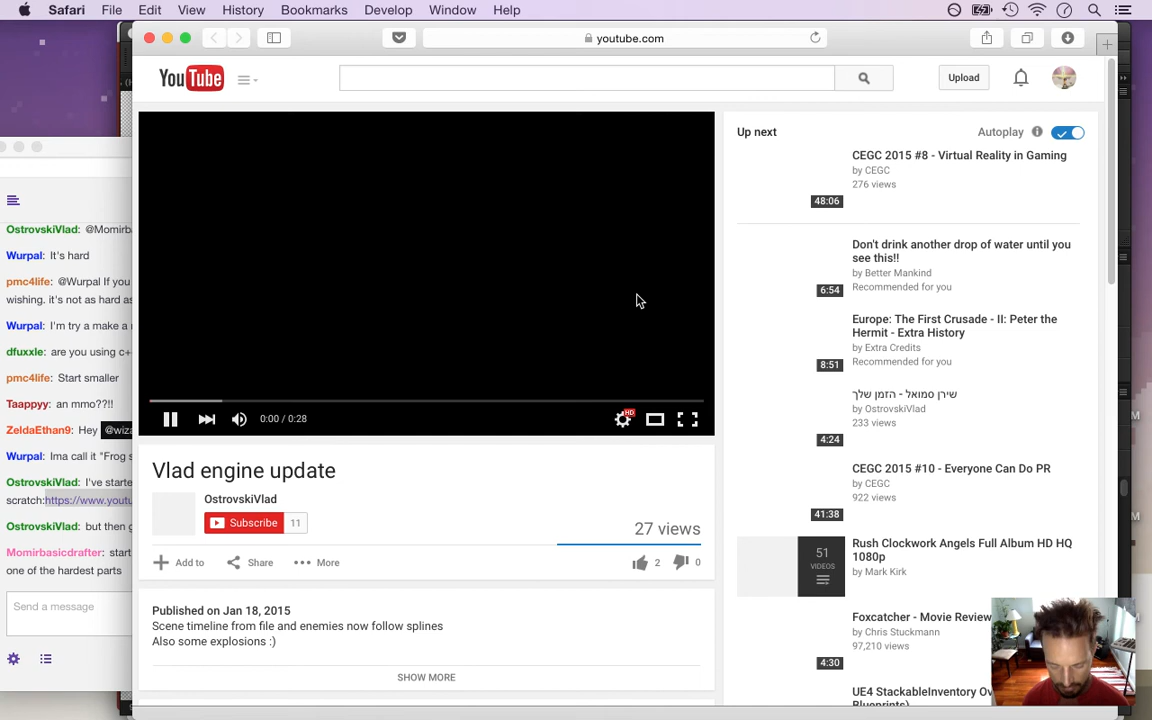 Safari File Edit View History Bookmarks Develop Window Help
youtube.com
YouTube
Upload
OstrovskiVlad: @Momirb
Wurpal: It's hard
pmc4life: @Wurpal If you
wishing. it's not as hard as
Wurpal: I'm try a make a
dfuxxle: are you using c+
pmc4life: Start smaller
Taappyy: an mmo??!!
ZeldaEthan9: Hey @wiza
Wurpal: Ima call it "Frog s
OstrovskiVlad: I've starte
scratch:https://www.youtu
OstrovskiVlad: but then g
Momirbasicdrafter: start
one of the hardest parts
Send a message
0:00 / 0:28
HD
Vlad engine update
OstrovskiVlad
Subscribe 11
27 views
Add to Share More
2 0
Published on Jan 18, 2015
Scene timeline from file and enemies now follow splines
Also some explosions :)
SHOW MORE
Up next
Autoplay
CEGC 2015 #8 - Virtual Reality in Gaming
by CEGC
276 views
48:06
Don't drink another drop of water until you
see this!!
by Better Mankind
Recommended for you
6:54
Europe: The First Crusade - II: Peter the
Hermit - Extra History
by Extra Credits
Recommended for you
8:51
שירן סמואל - הזמן שלך
by OstrovskiVlad
233 views
4:24
CEGC 2015 #10 - Everyone Can Do PR
by CEGC
922 views
41:38
Rush Clockwork Angels Full Album HD HQ
1080p
by Mark Kirk
51
VIDEOS
Foxcatcher - Movie Review
by Chris Stuckmann
97,210 views
4:30
UE4 StackableInventory Ov
Blueprints)